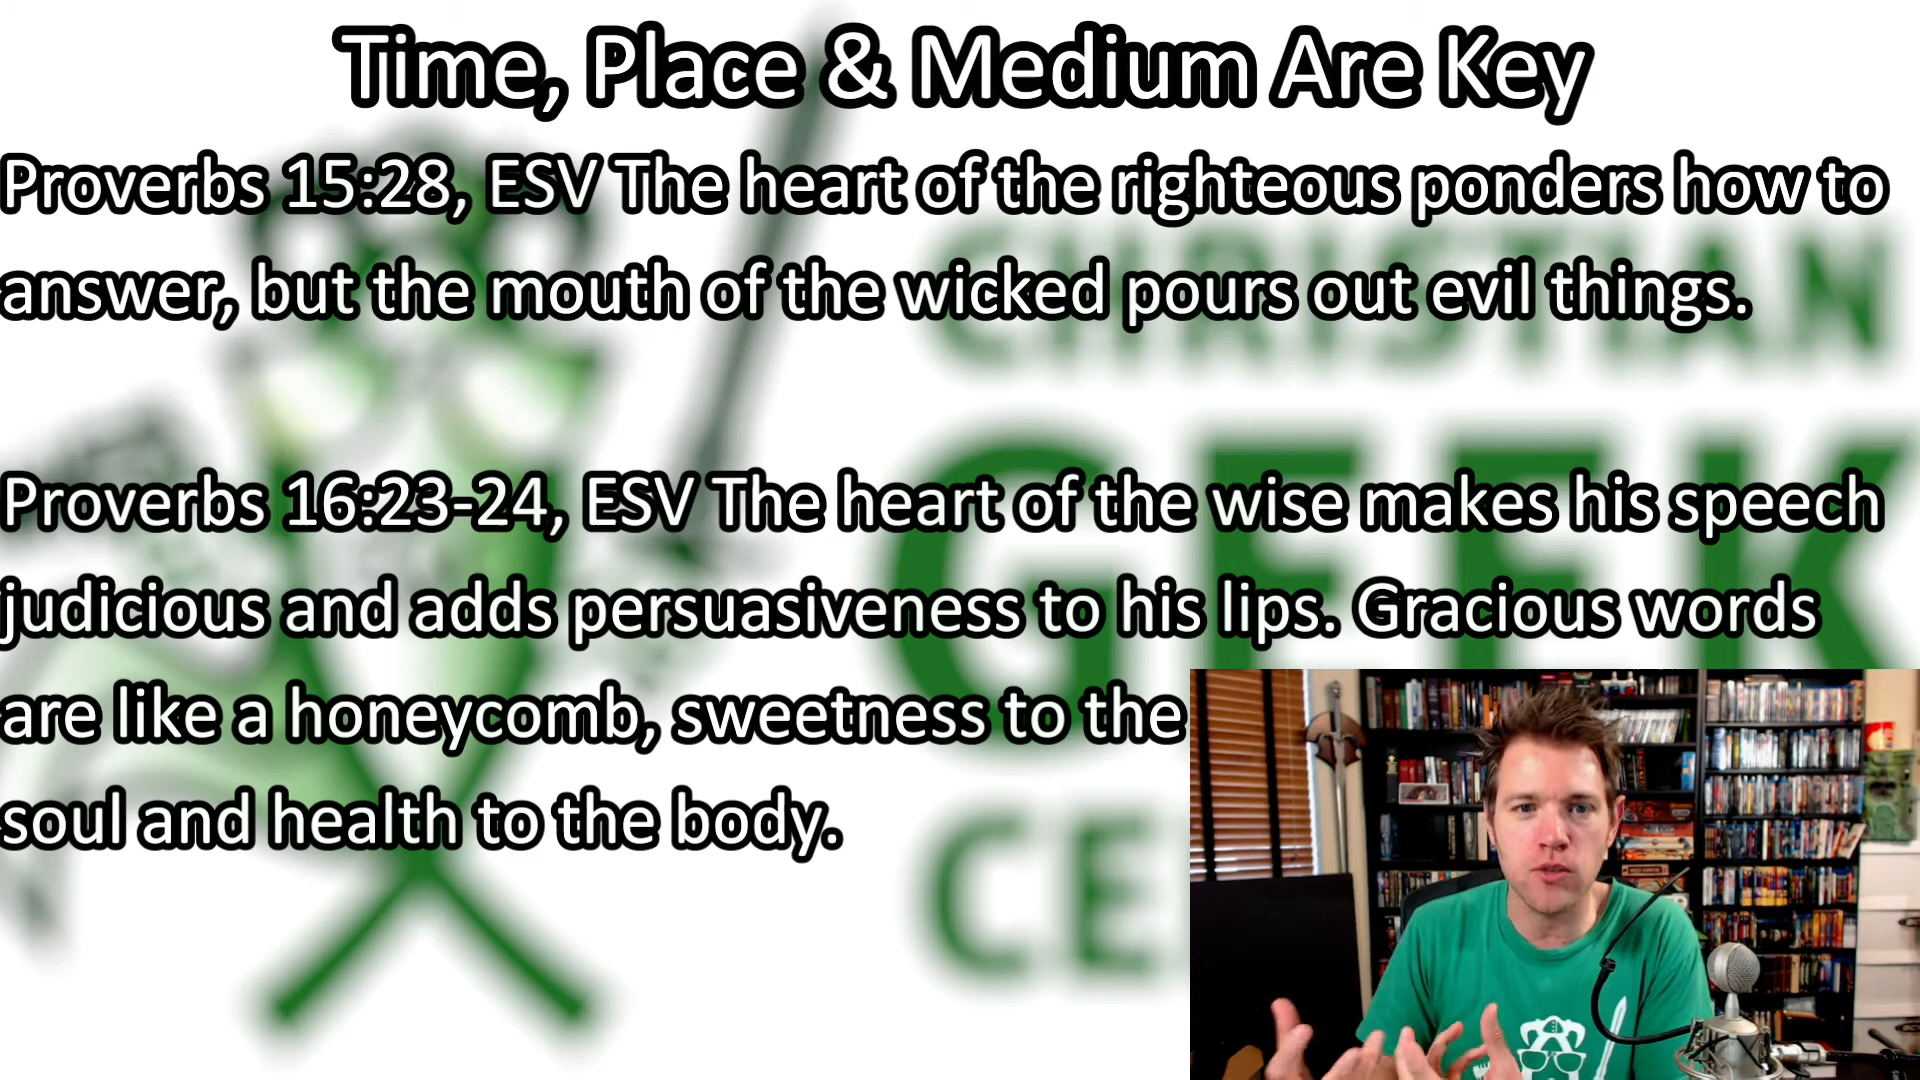 Time, Place & Medium Are Key
Proverbs 15:28, ESV The heart of the righteous ponders how to
answer, but the mouth of the wicked pours out evil things.
Proverbs 16:23-24, ESV The heart of the wise makes his speech
judicious and adds persuasiveness to his lips. Gracious words
are like a honeycomb, sweetness to the
soul and health to the body.
CHRISTIAN
GEEK
CE